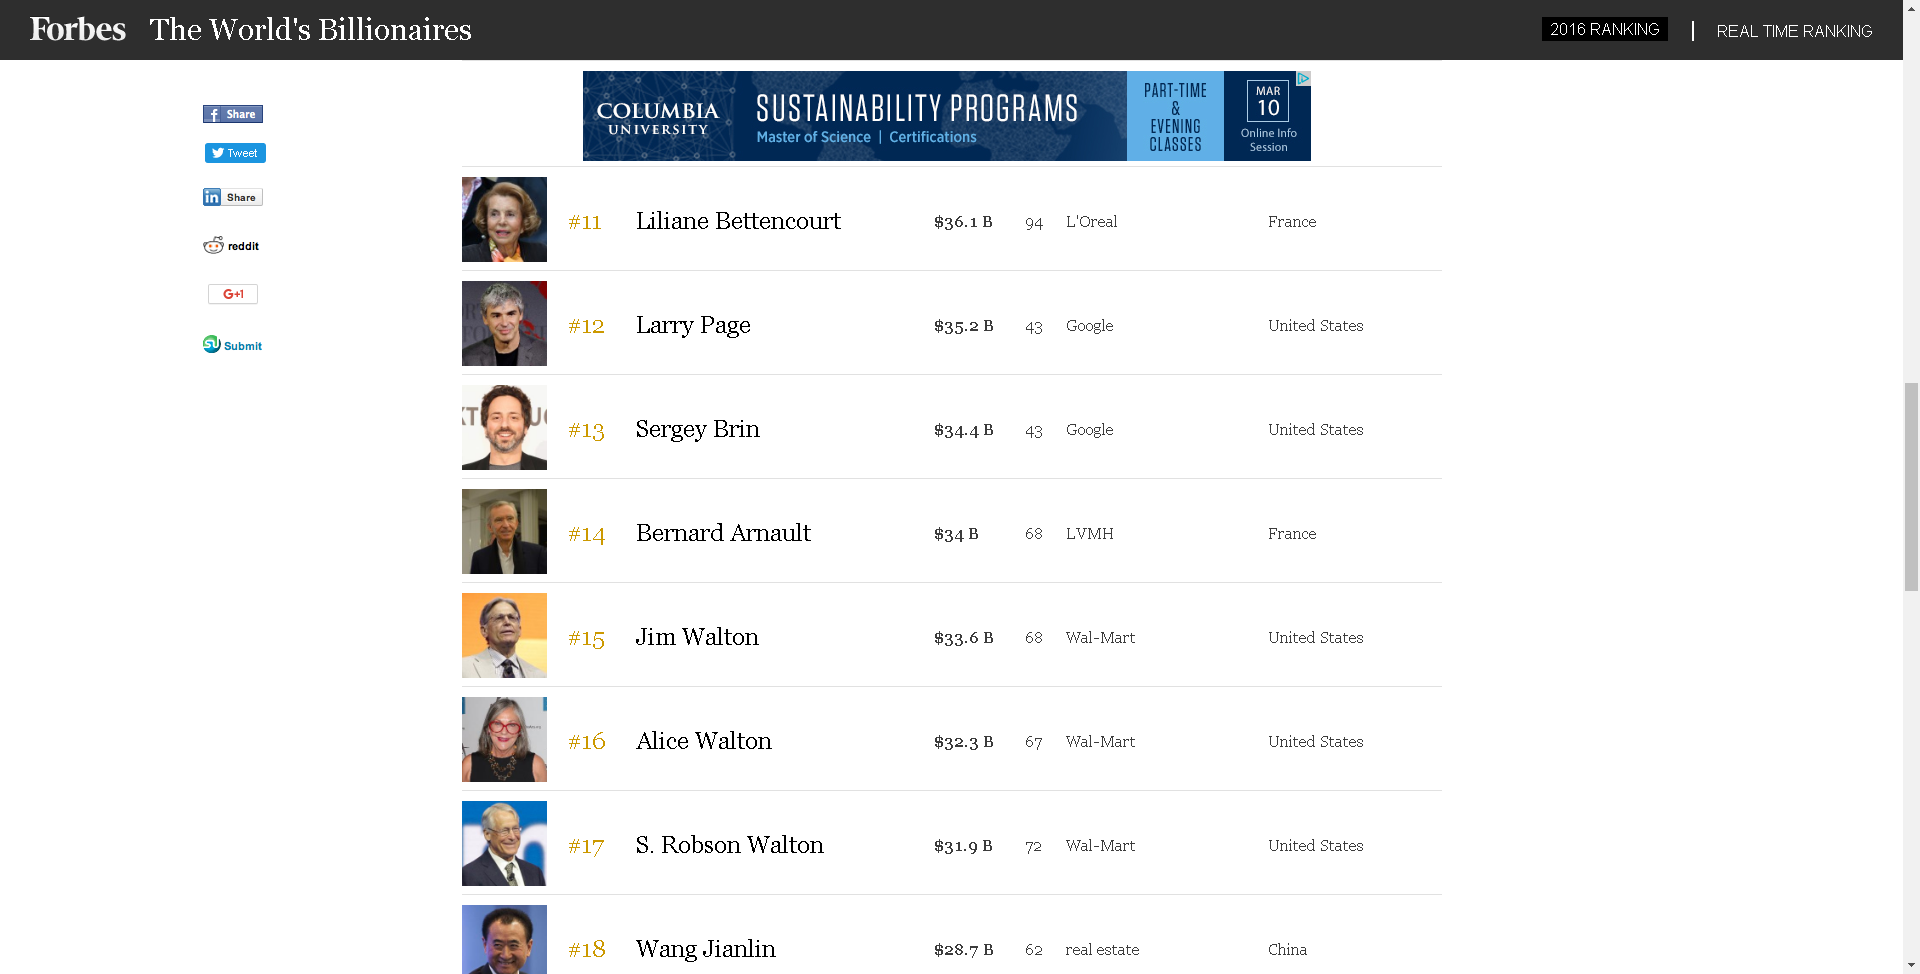 Forbes The World's Billionaires 2016 RANKING | REAL TIME RANKING
COLUMBIA UNIVERSITY
SUSTAINABILITY PROGRAMS
Master of Science | Certifications
PART-TIME & EVENING CLASSES
MAR 10
Online Info Session
f Share
Tweet
in Share
reddit
G+1
Submit
#11 Liliane Bettencourt $36.1 B 94 L'Oreal France
#12 Larry Page $35.2 B 43 Google United States
#13 Sergey Brin $34.4 B 43 Google United States
#14 Bernard Arnault $34 B 68 LVMH France
#15 Jim Walton $33.6 B 68 Wal-Mart United States
#16 Alice Walton $32.3 B 67 Wal-Mart United States
#17 S. Robson Walton $31.9 B 72 Wal-Mart United States
#18 Wang Jianlin $28.7 B 62 real estate China